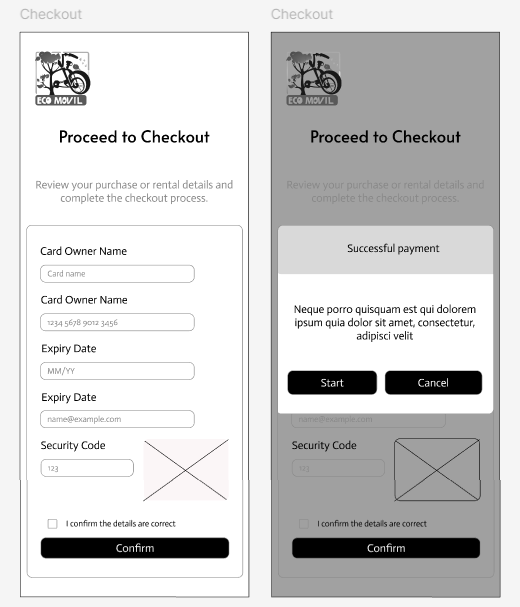 Checkout
ECO MOVIL
Proceed to Checkout
Review your purchase or rental details and
complete the checkout process.
Card Owner Name
Card name
Card Owner Name
1234 5678 9012 3456
Expiry Date
MM/YY
Expiry Date
name@example.com
Security Code
123
I confirm the details are correct
Confirm
Checkout
ECO MOVIL
Proceed to Checkout
Review your purchase or rental details and
complete the checkout process.
Successful payment
Neque porro quisquam est qui dolorem
ipsum quia dolor sit amet, consectetur,
adipisci velit
Start
Cancel
name@example.com
Security Code
123
I confirm the details are correct
Confirm